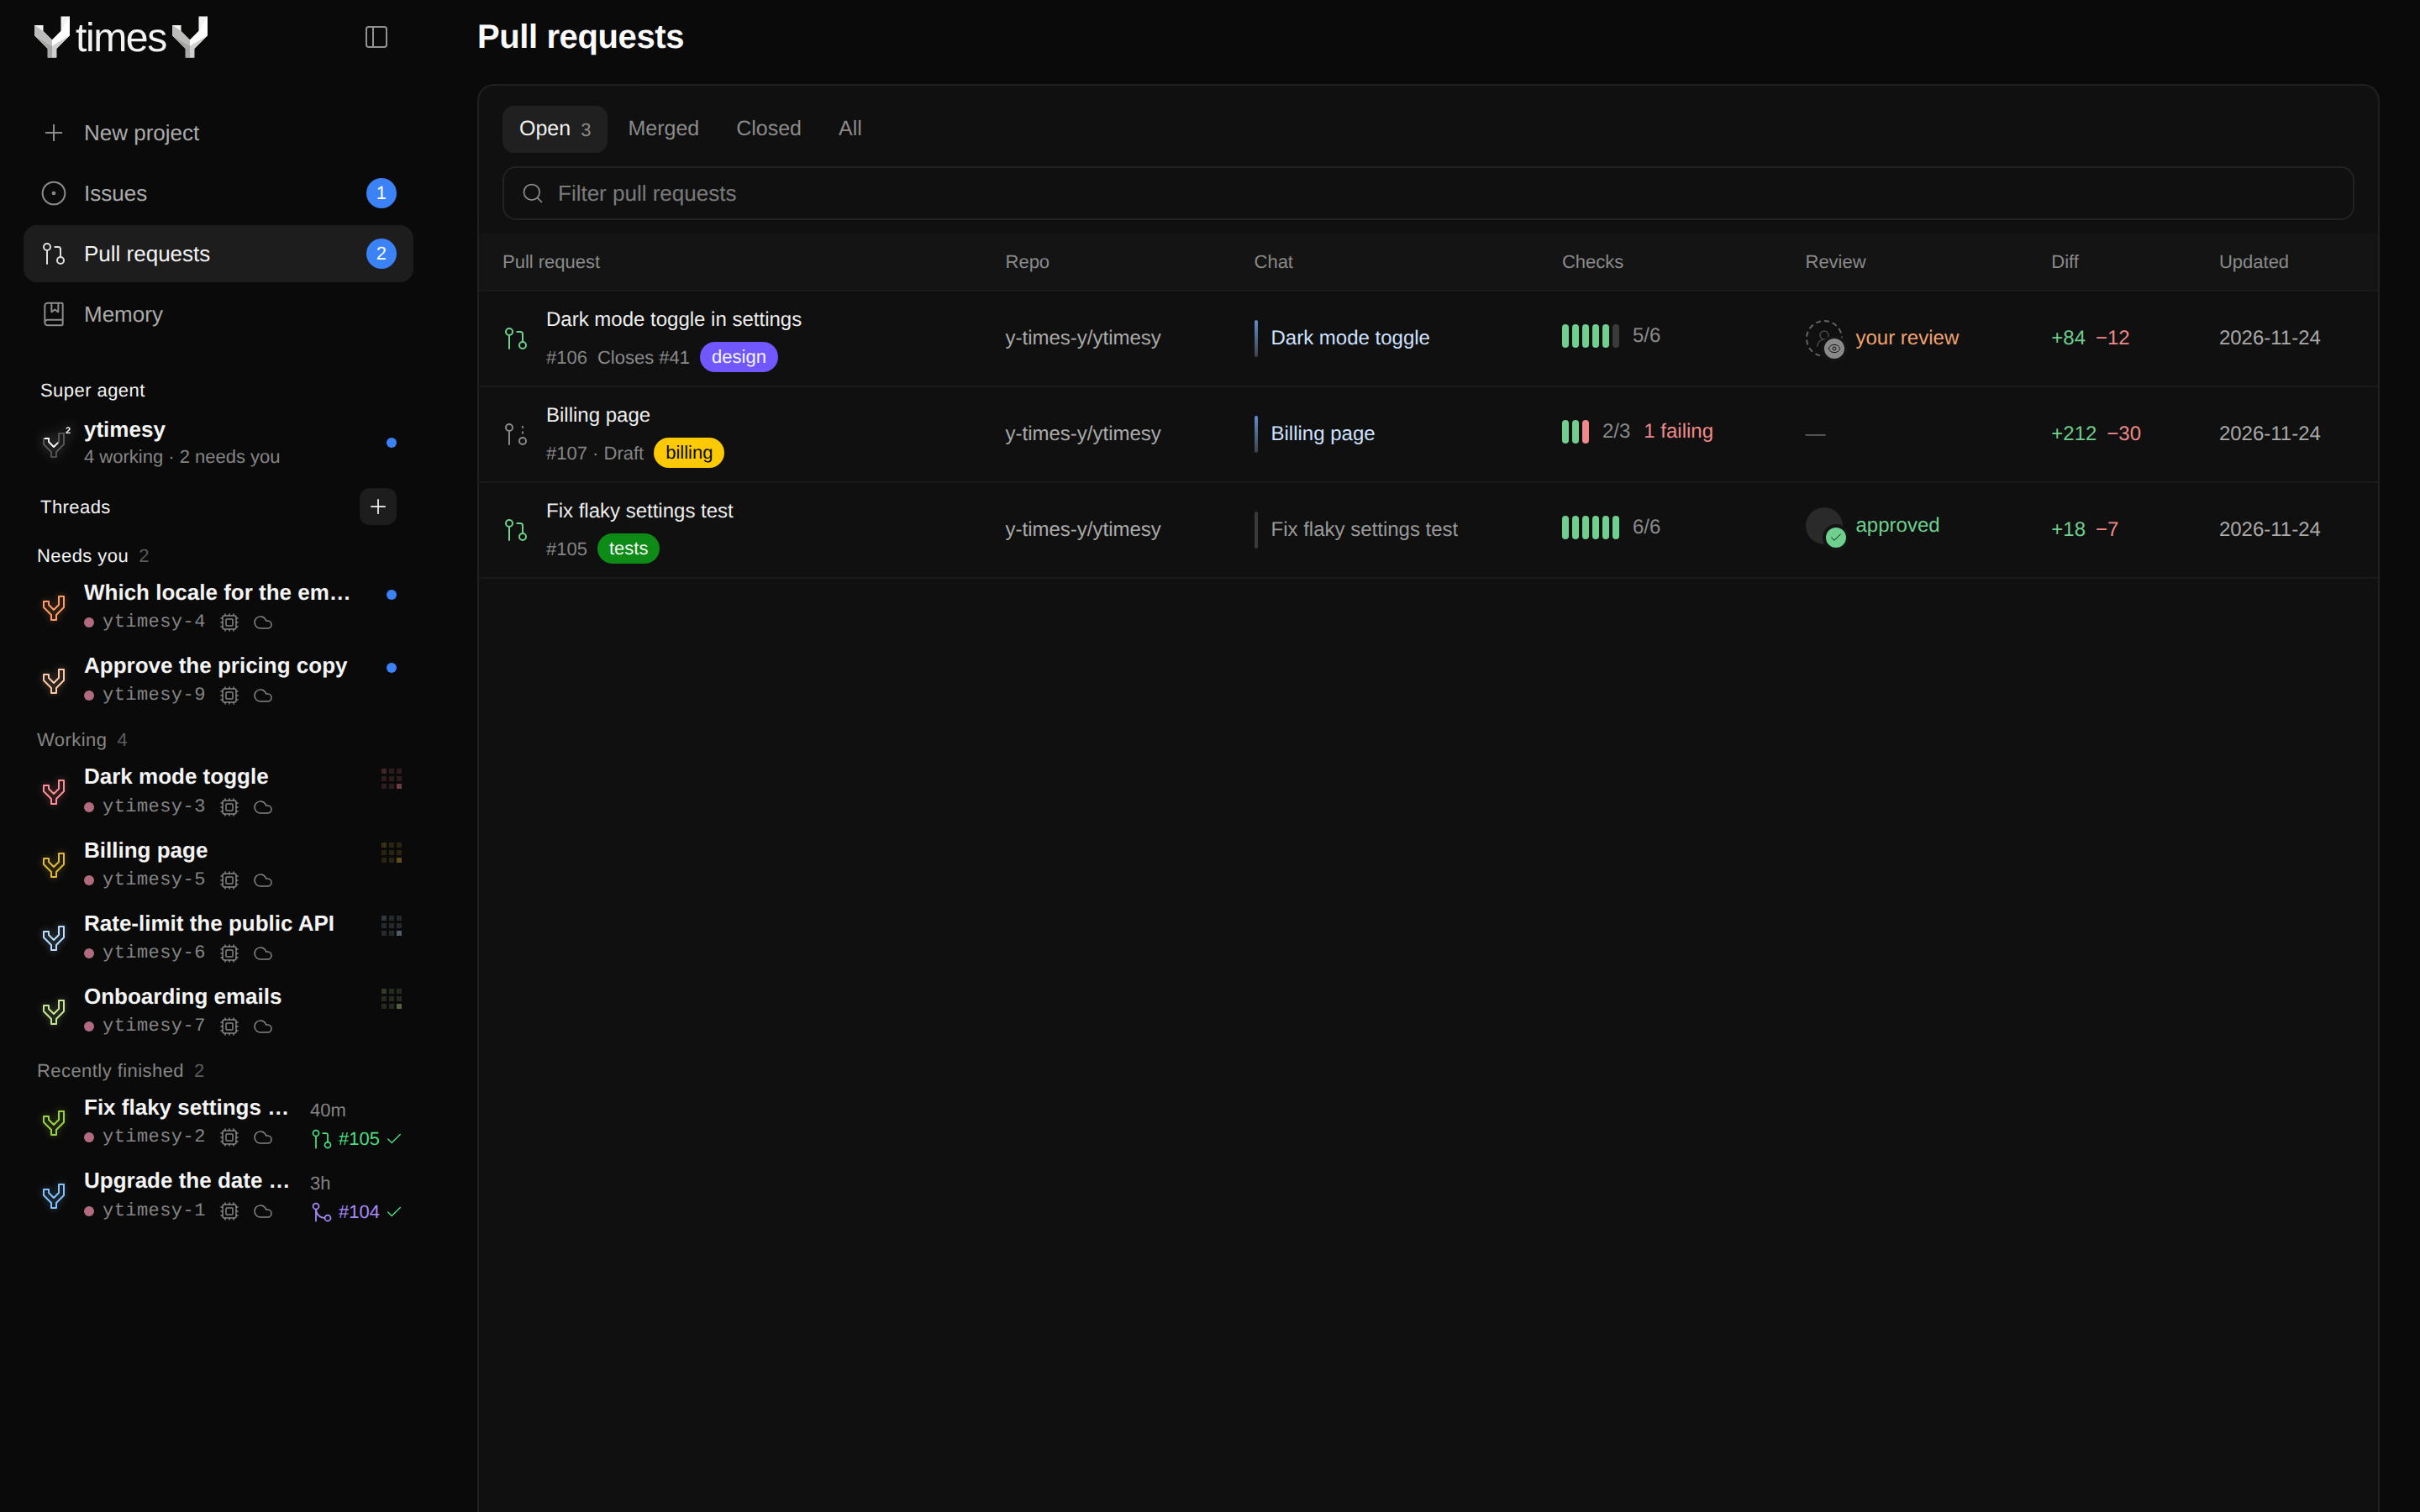 YtimesY
New project
Issues 1
Pull requests 2
Memory
Super agent
2
ytimesy
4 working · 2 needs you
Threads
Needs you 2
Which locale for the em…
ytimesy-4
Approve the pricing copy
ytimesy-9
Working 4
Dark mode toggle
ytimesy-3
Billing page
ytimesy-5
Rate-limit the public API
ytimesy-6
Onboarding emails
ytimesy-7
Recently finished 2
Fix flaky settings … 40m
ytimesy-2 #105
Upgrade the date … 3h
ytimesy-1 #104
Pull requests
Open 3 Merged Closed All
Filter pull requests
Pull request Repo Chat Checks Review Diff Updated
Dark mode toggle in settings
#106 Closes #41 design
y-times-y/ytimesy Dark mode toggle 5/6 your review +84 −12 2026-11-24
Billing page
#107 · Draft billing
y-times-y/ytimesy Billing page 2/3 1 failing — +212 −30 2026-11-24
Fix flaky settings test
#105 tests
y-times-y/ytimesy Fix flaky settings test 6/6 approved +18 −7 2026-11-24